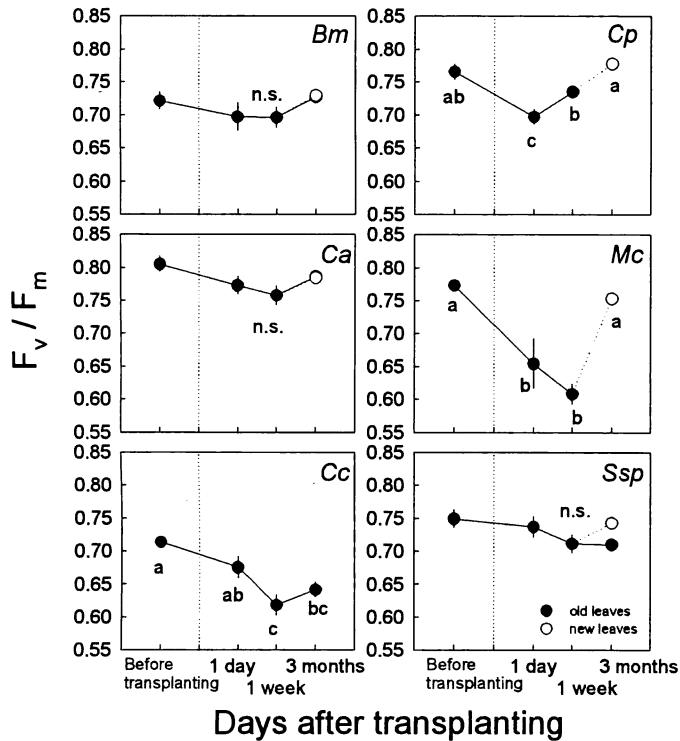 Bm
0.85
0.80
0.75
0.70
0.65
0.60
0.55
n.s.
Cp
0.85
0.80
0.75
0.70
0.65
0.60
0.55
ab
c
b
a
Ca
0.85
0.80
0.75
0.70
0.65
0.60
0.55
n.s.
Mc
0.85
0.80
0.75
0.70
0.65
0.60
0.55
a
b
b
a
Cc
0.85
0.80
0.75
0.70
0.65
0.60
0.55
a
ab
c
bc
Ssp
0.85
0.80
0.75
0.70
0.65
0.60
0.55
n.s.
old leaves
new leaves
Fv / Fm
Before
transplanting
1 day
1 week
3 months
Before
transplanting
1 day
1 week
3 months
Days after transplanting